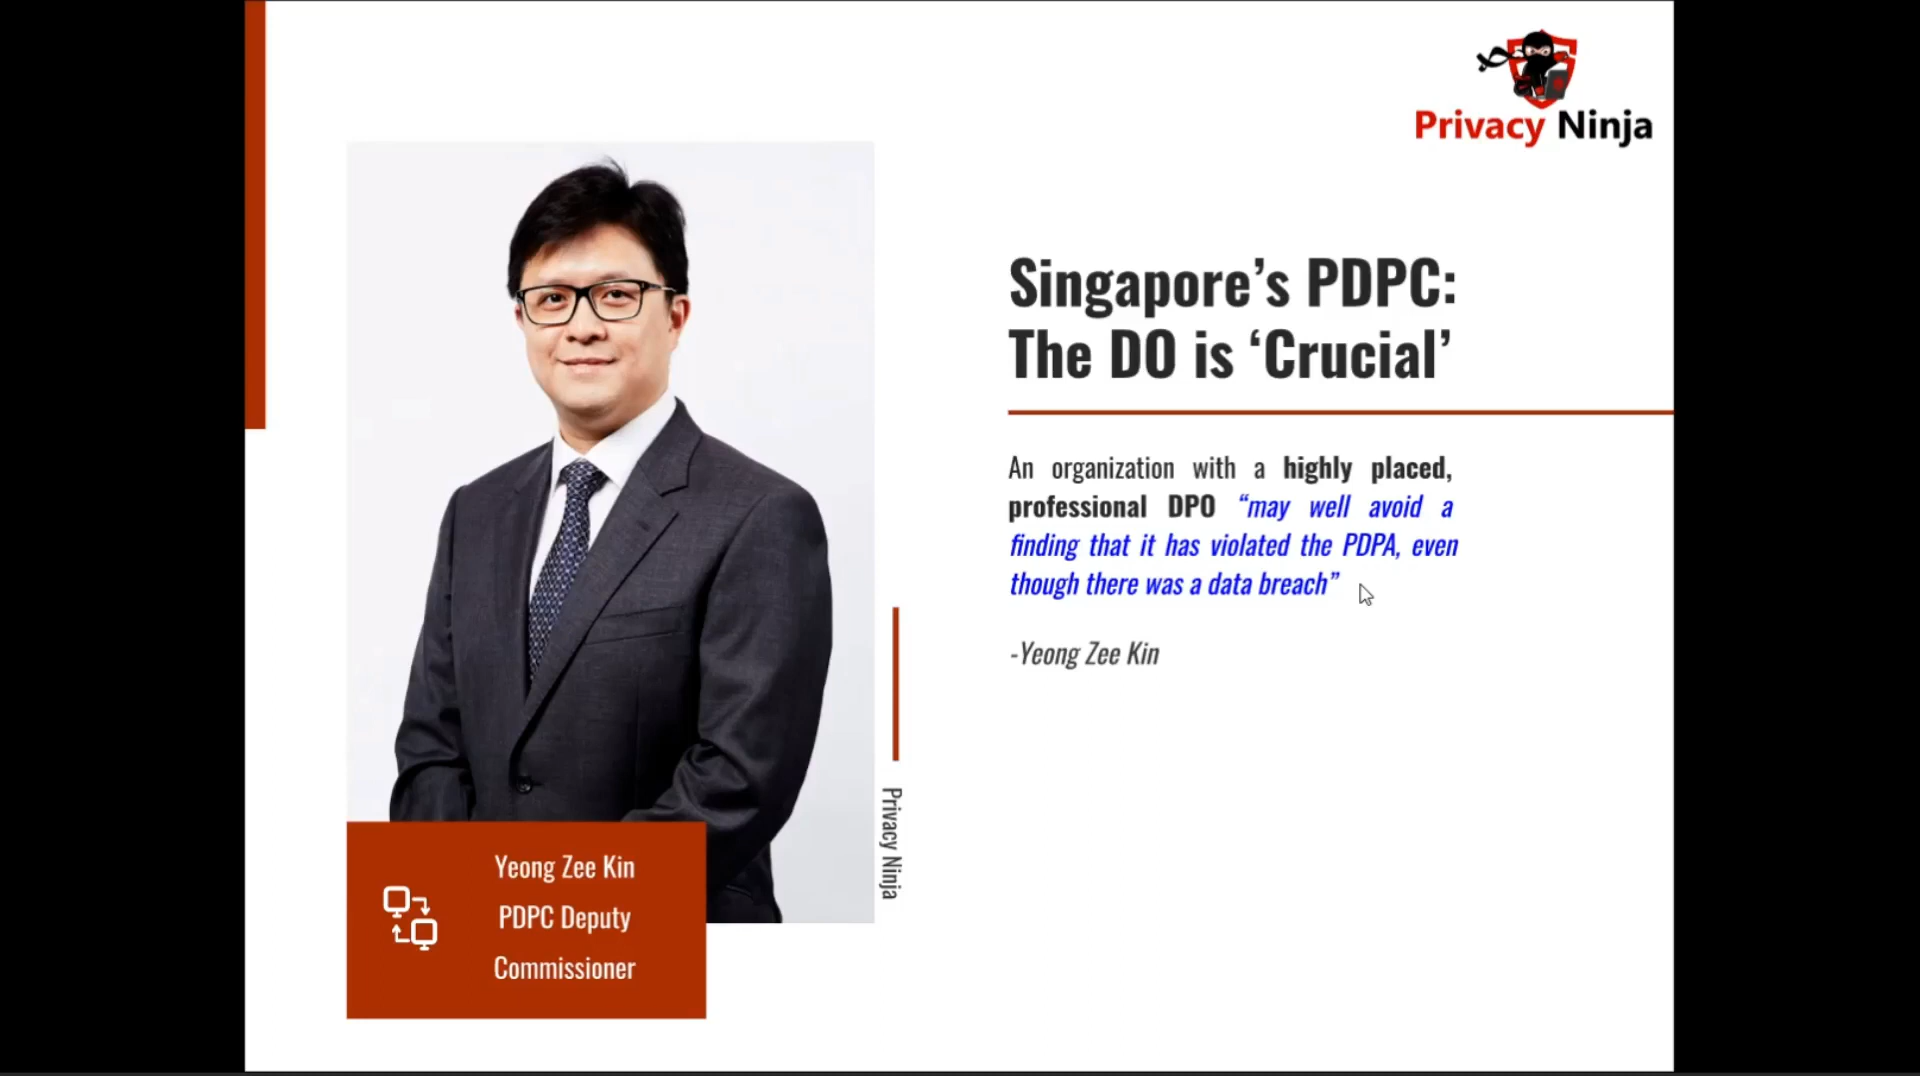 Privacy Ninja
Singapore’s PDPC:
The DO is ‘Crucial’
An organization with a highly placed,
professional DPO “may well avoid a
finding that it has violated the PDPA, even
though there was a data breach”
-Yeong Zee Kin
Privacy Ninja
Yeong Zee Kin
PDPC Deputy
Commissioner